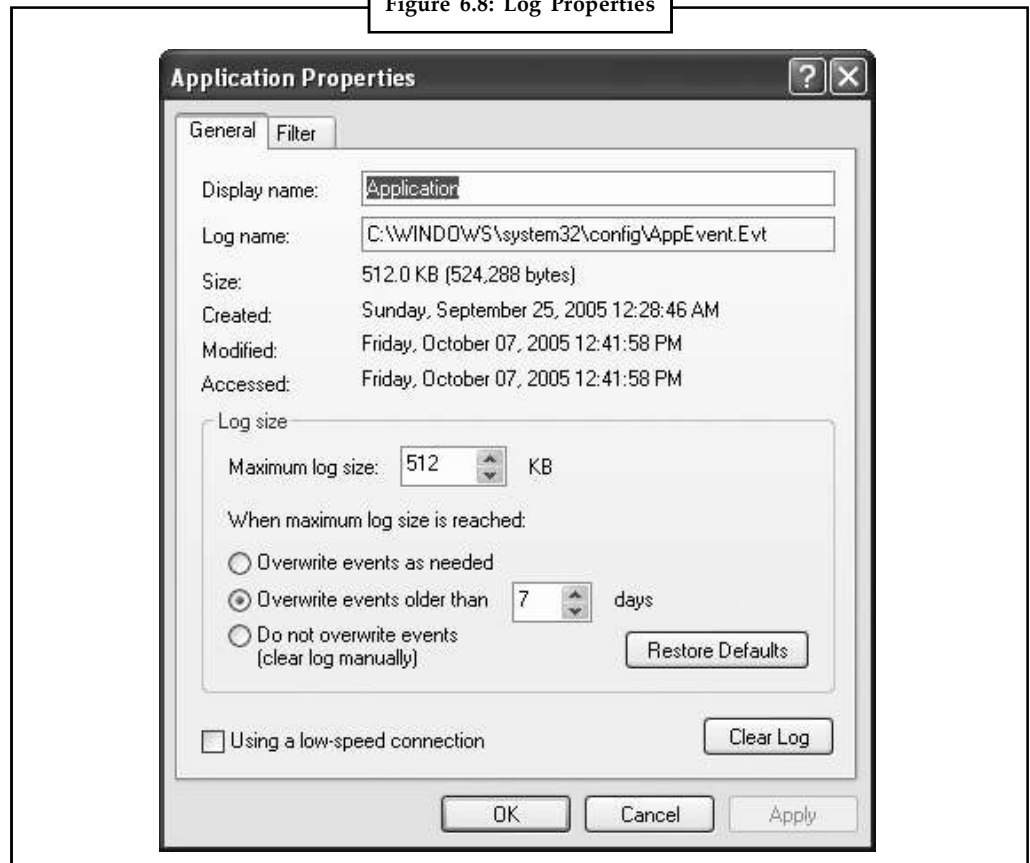 Figure 6.8: Log Properties
Application Properties
General Filter
Display name: Application
Log name: C:\WINDOWS\system32\config\AppEvent.Evt
Size: 512.0 KB (524,288 bytes)
Created: Sunday, September 25, 2005 12:28:46 AM
Modified: Friday, October 07, 2005 12:41:58 PM
Accessed: Friday, October 07, 2005 12:41:58 PM
Log size
Maximum log size: 512 KB
When maximum log size is reached:
Overwrite events as needed
Overwrite events older than 7 days
Do not overwrite events
(clear log manually)
Restore Defaults
Using a low-speed connection
Clear Log
OK Cancel Apply